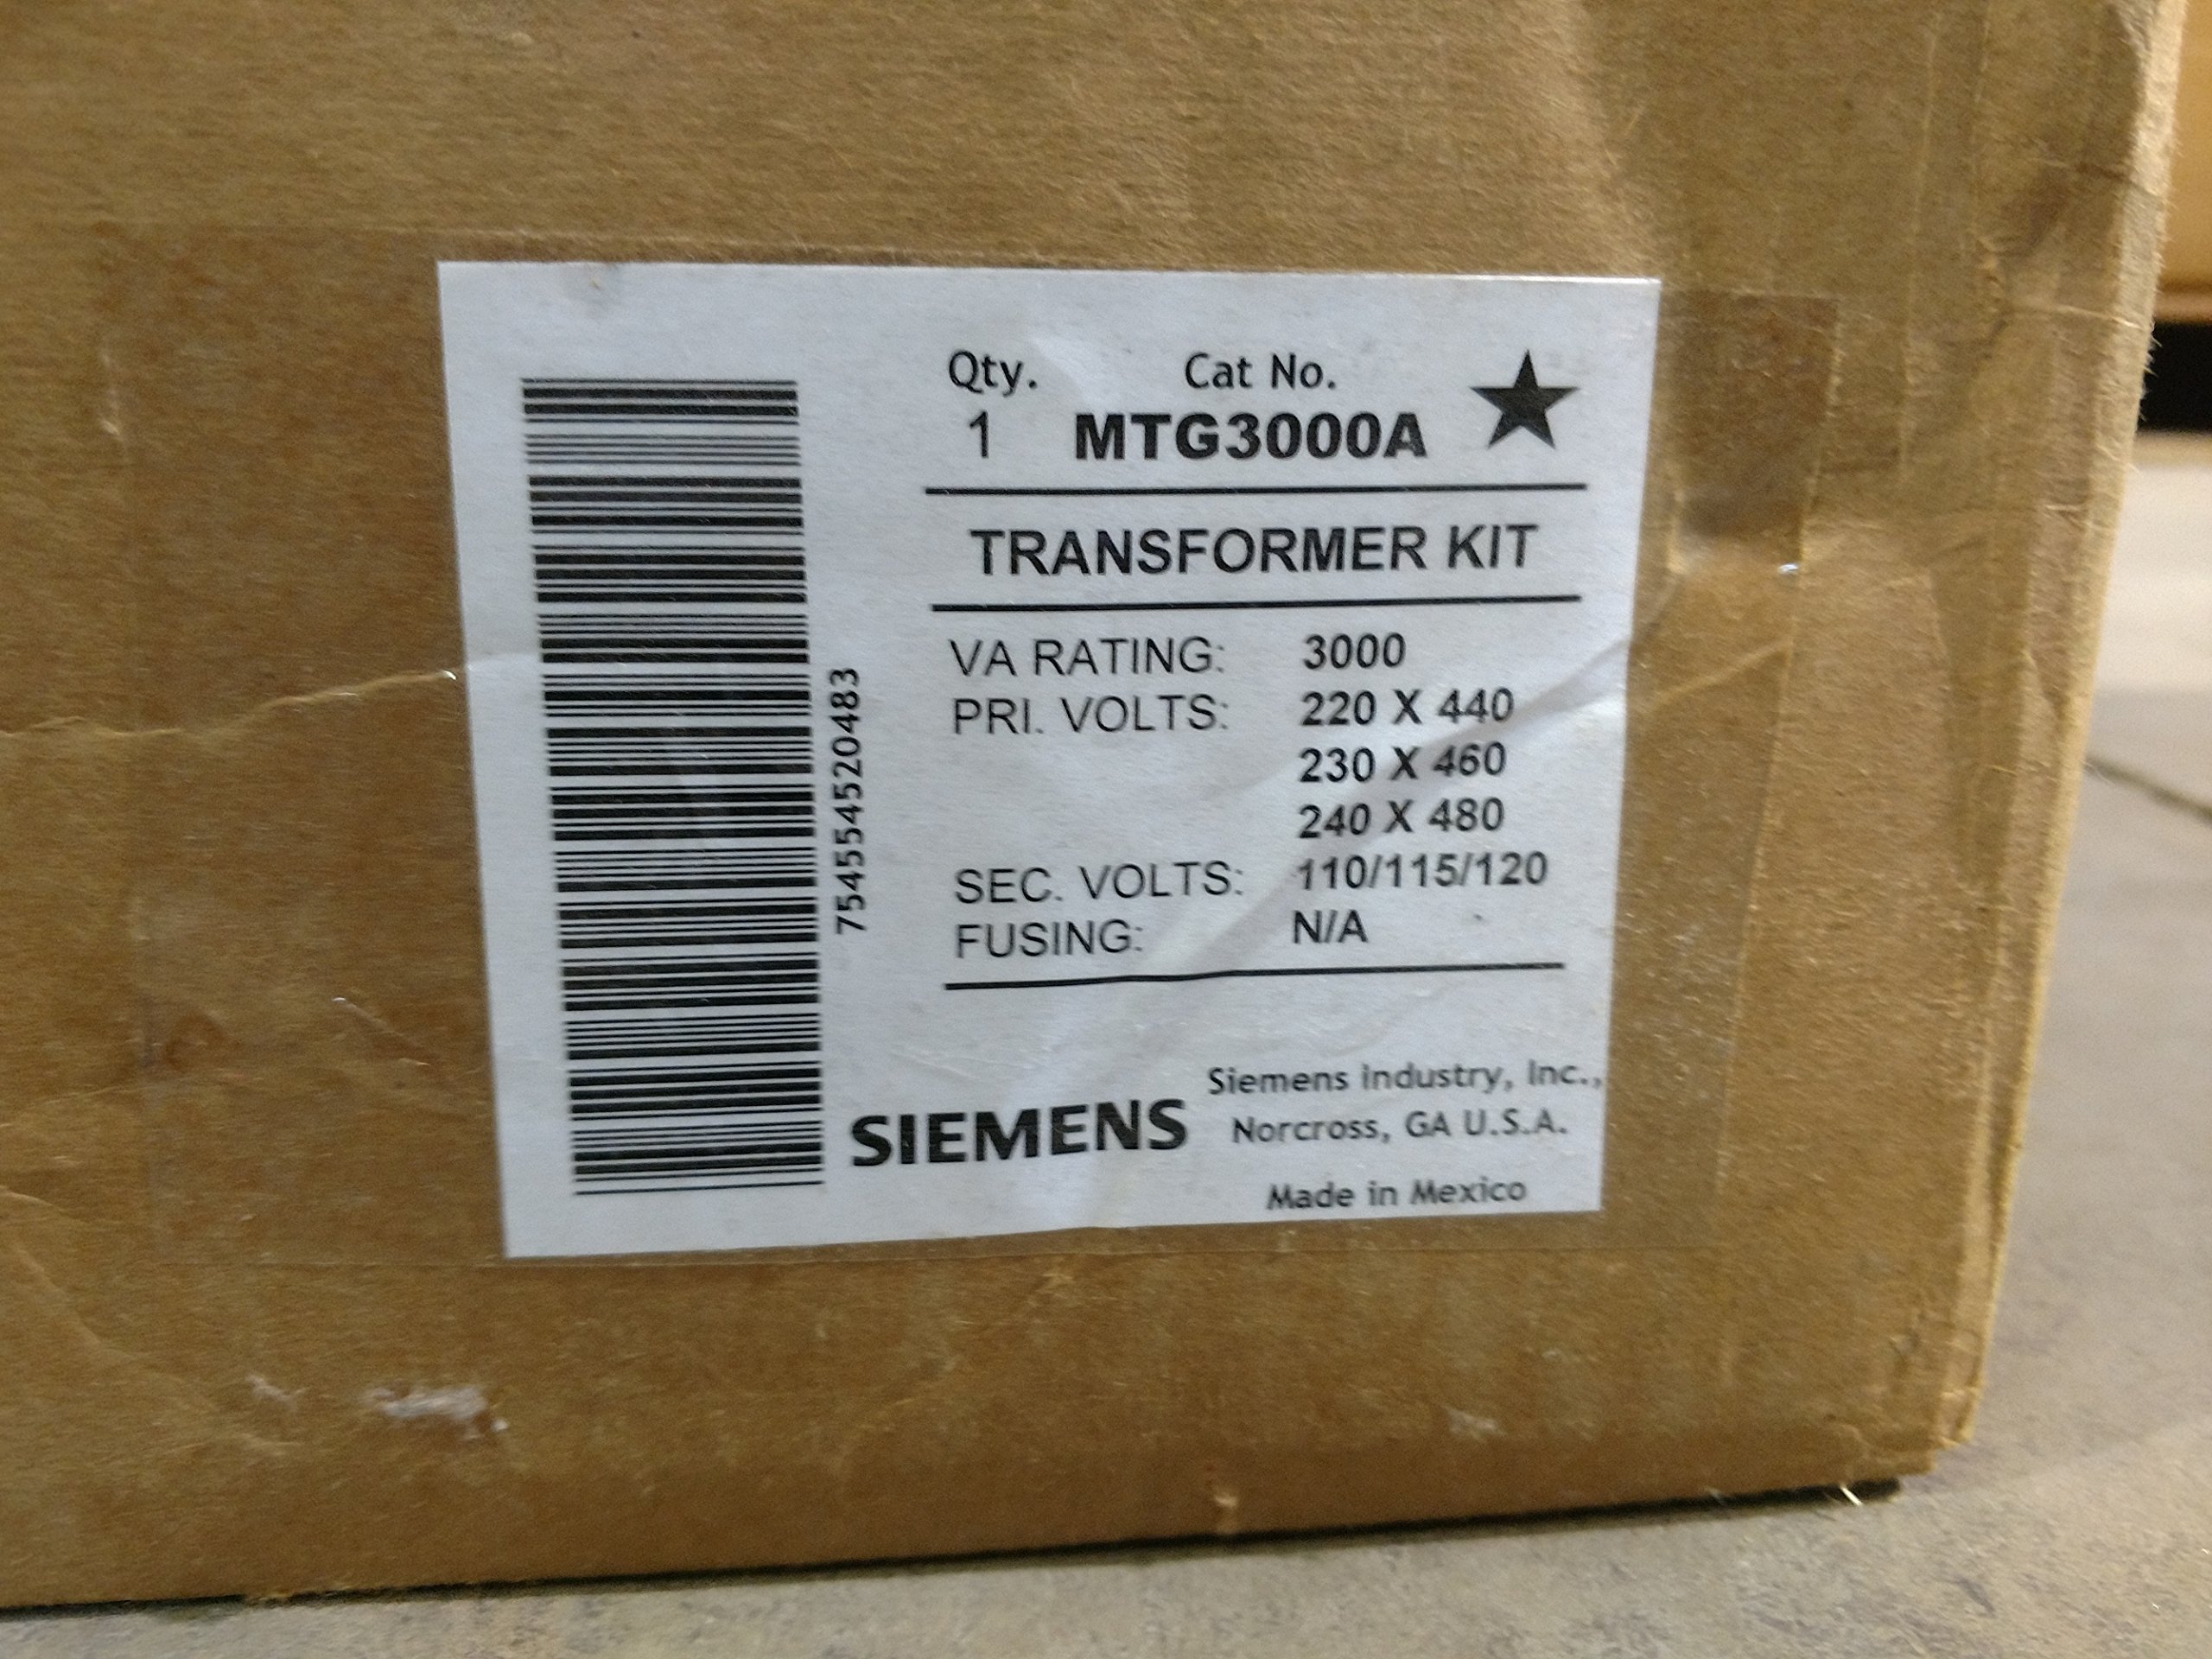 Qty. Cat No.
1 MTG3000A
TRANSFORMER KIT
VA RATING: 3000
PRI. VOLTS: 220 X 440
230 X 460
240 X 480
SEC. VOLTS: 110/115/120
FUSING: N/A
754554520483
SIEMENS
Siemens Industry, Inc.,
Norcross, GA U.S.A.
Made in Mexico